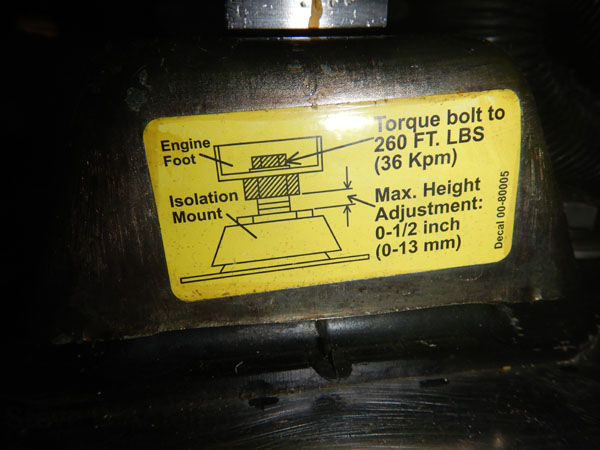 Engine
Foot
Torque bolt to
260 FT. LBS
(36 Kpm)
Isolation
Mount
Max. Height
Adjustment:
0-1/2 inch
(0-13 mm)
Decal 00-80005